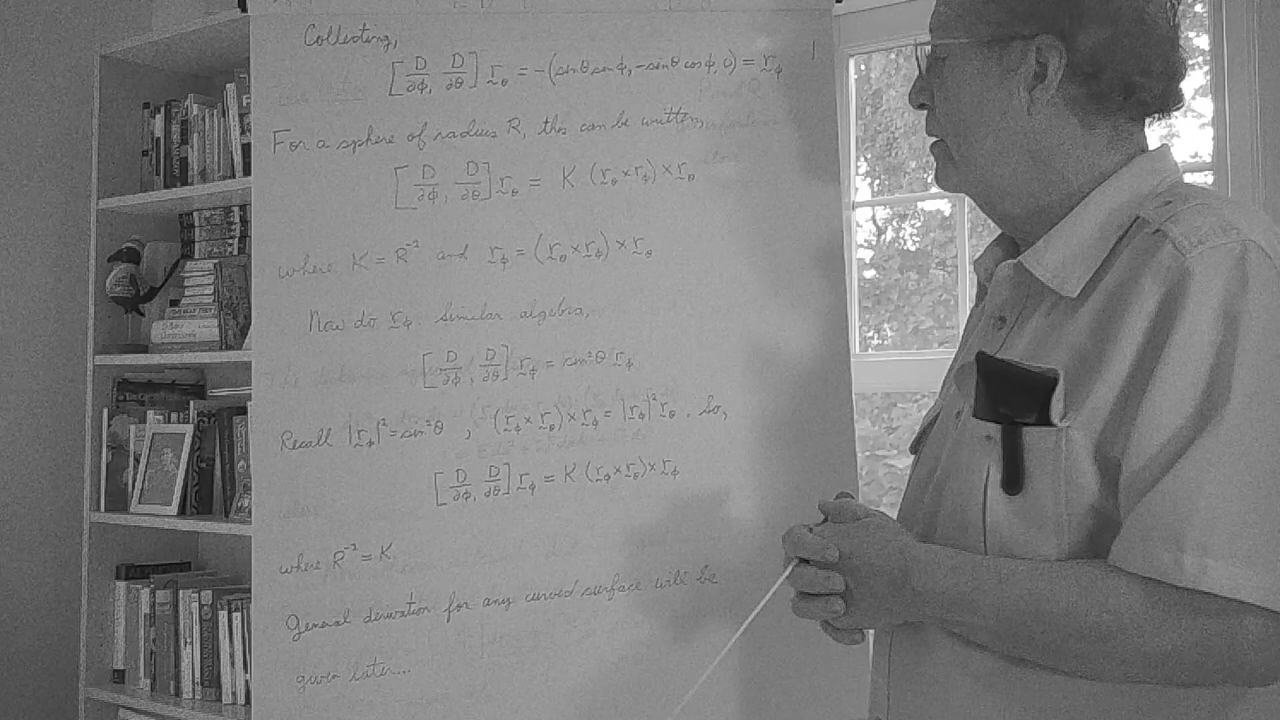 Collecting,
[D/∂φ, D/∂θ] r_θ = -(sinθ sinφ, -sinθ cosφ, 0) = r_φ
For a sphere of radius R, this can be written,
[D/∂φ, D/∂θ] r_θ = K (r_θ × r_φ) × r_θ
where K = R⁻² and r_φ = (r_θ × r_φ) × r_θ
Now do r_φ. Similar algebra,
[D/∂φ, D/∂θ] r_φ = sin²θ r_φ
Recall |r_φ|² = sin²θ , (r_φ × r_θ) × r_φ = |r_φ|² r_θ . So,
[D/∂φ, D/∂θ] r_φ = K (r_φ × r_θ) × r_φ
where R⁻² = K
General derivation for any curved surface will be
given later...